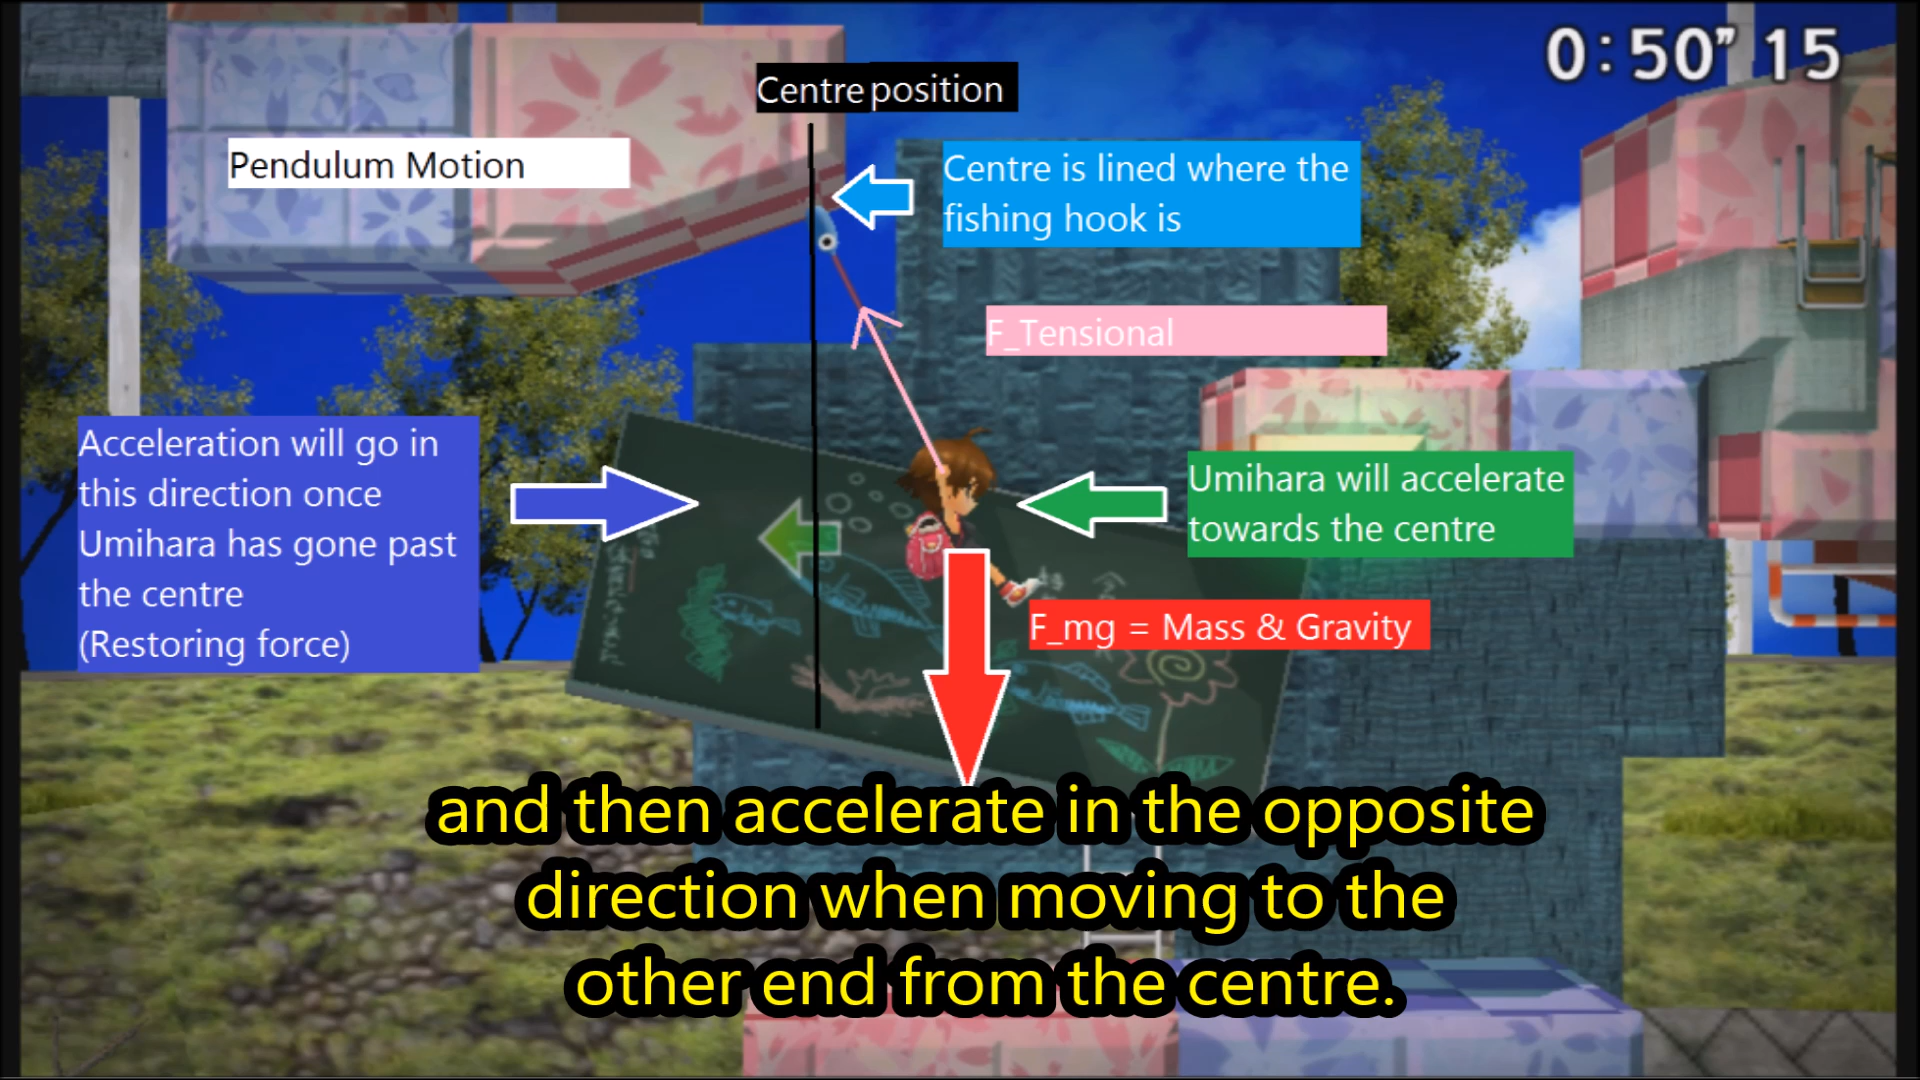 0:50"15
Centre position
Pendulum Motion
Centre is lined where the
fishing hook is
F_Tensional
Acceleration will go in
this direction once
Umihara has gone past
the centre
(Restoring force)
Umihara will accelerate
towards the centre
F_mg = Mass & Gravity
and then accelerate in the opposite
direction when moving to the
other end from the centre.